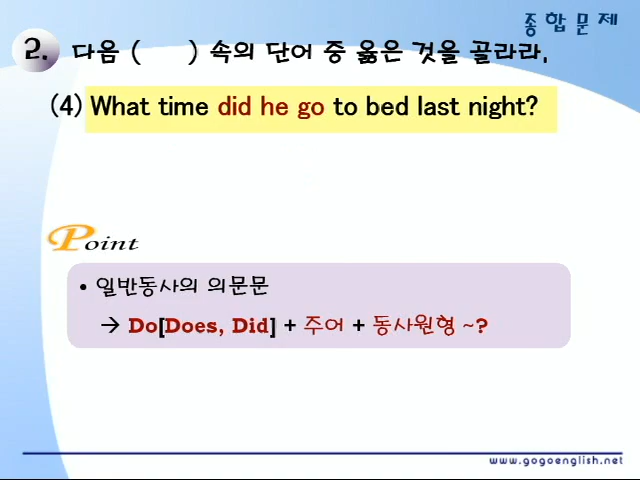 종합문제
2. 다음 (    ) 속의 단어 중 옳은 것을 골라라.
(4) What time did he go to bed last night?
Point
• 일반동사의 의문문
→ Do[Does, Did] + 주어 + 동사원형 ~?
www.gogoenglish.net